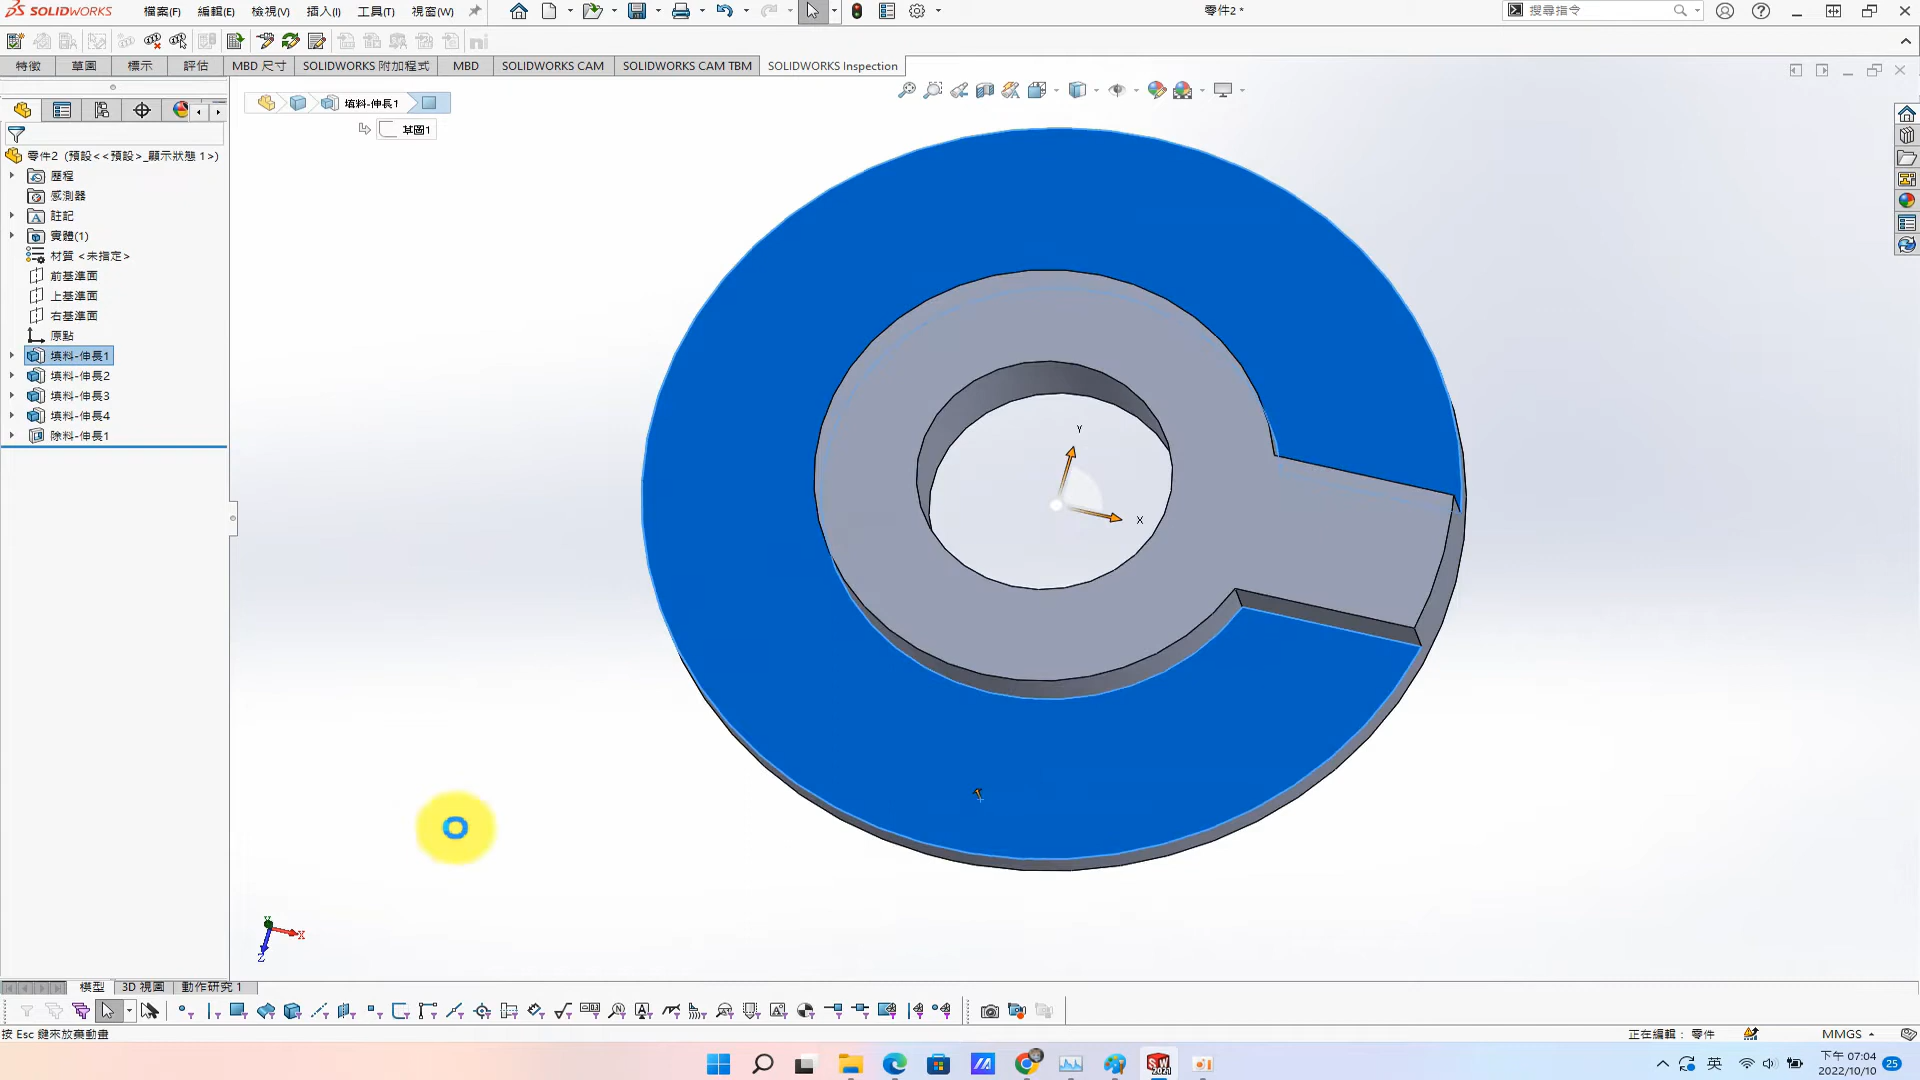 SOLIDWORKS 檔案(F) 編輯(E) 檢視(V) 插入(I) 工具(T) 視窗(W) 零件2 * 搜尋指令
特徵 草圖 標示 評估 MBD 尺寸 SOLIDWORKS 附加程式 MBD SOLIDWORKS CAM SOLIDWORKS CAM TBM SOLIDWORKS Inspection
填料-伸長1
草圖1
零件2 (預設<<預設>_顯示狀態 1>)
歷程
感測器
註記
實體(1)
材質 <未指定>
前基準面
上基準面
右基準面
原點
填料-伸長1
填料-伸長2
填料-伸長3
填料-伸長4
除料-伸長1
Y
X
Y
X
Z
模型 3D 視圖 動作研究 1
按 Esc 鍵來放棄動畫 正在編輯: 零件 MMGS
SW 2021 英 下午 07:04
2022/10/10 25